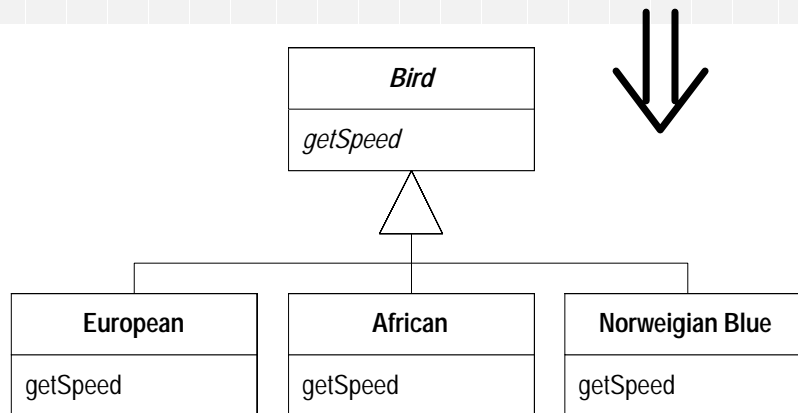 Bird
getSpeed
European
African
Norweigian Blue
getSpeed
getSpeed
getSpeed